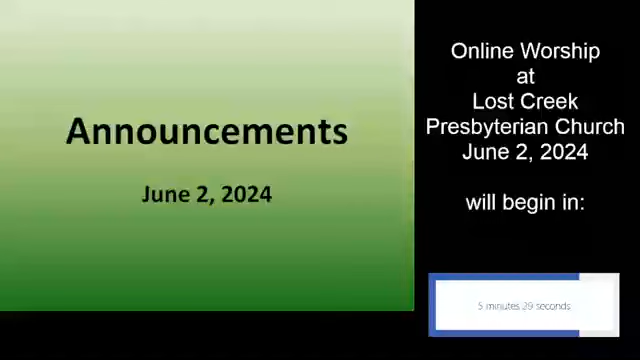 Announcements
June 2, 2024
Online Worship
at
Lost Creek
Presbyterian Church
June 2, 2024
will begin in:
5 minutes 29 seconds